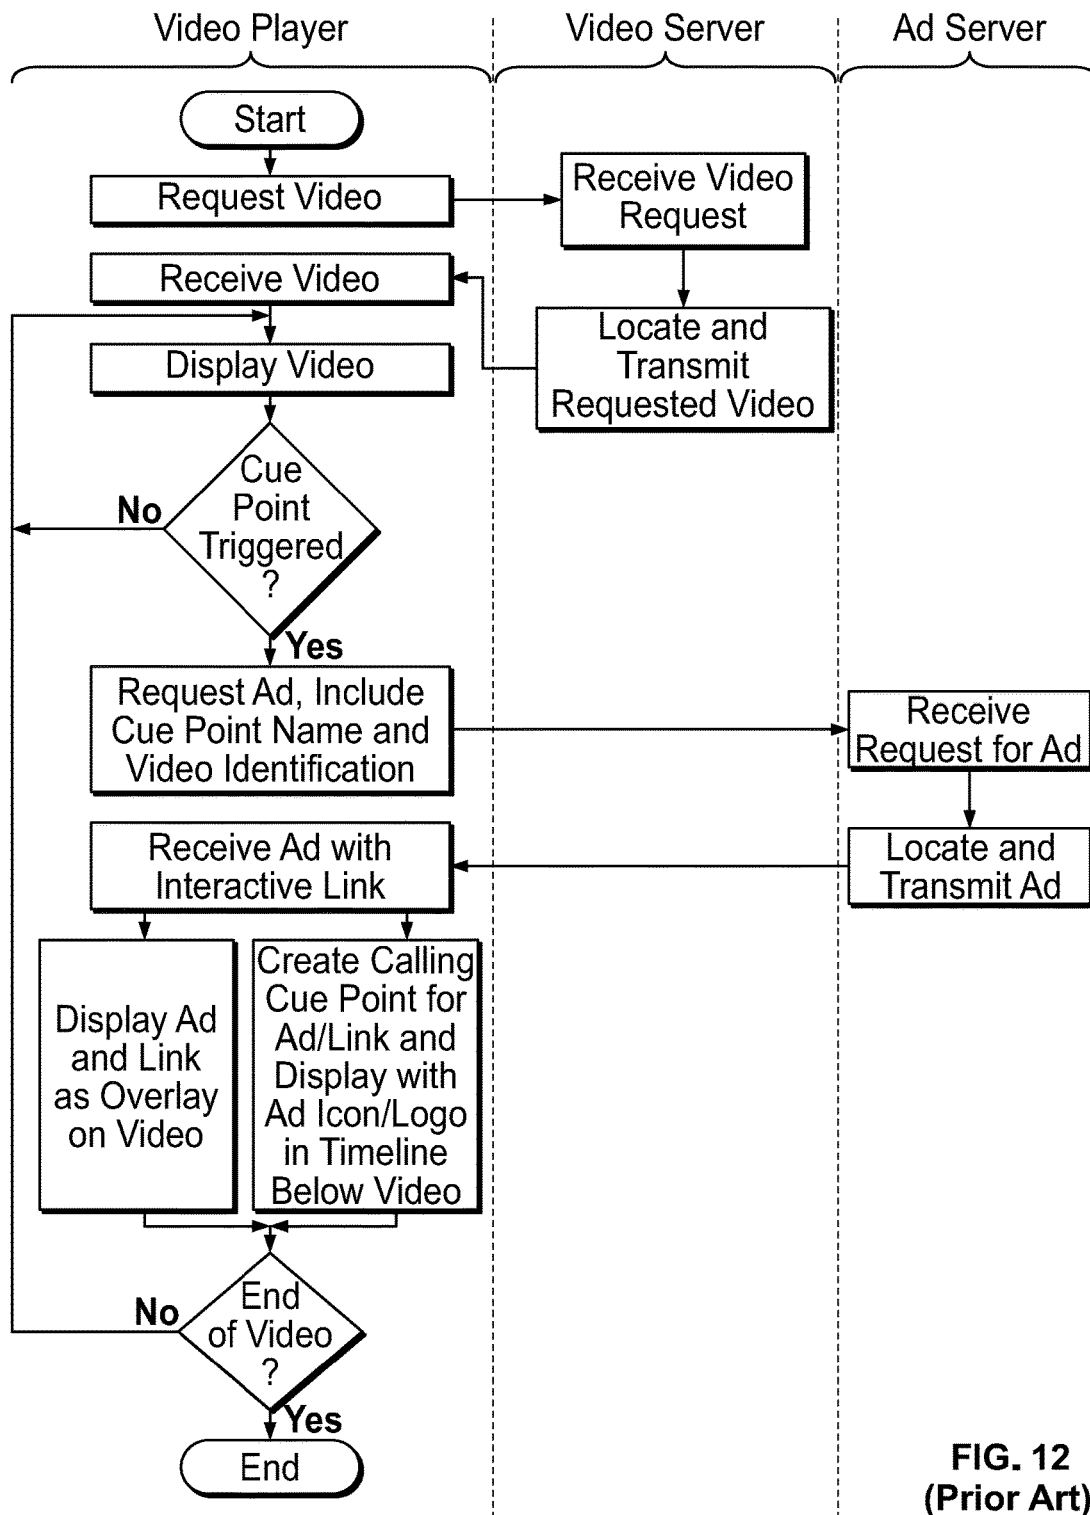 Video Player
Video Server
Ad Server
Start
Request Video
Receive Video
Request
Receive Video
Locate and
Transmit
Requested Video
Display Video
Cue
Point
Triggered
?
No
Yes
Request Ad, Include
Cue Point Name and
Video Identification
Receive
Request for Ad
Receive Ad with
Interactive Link
Locate and
Transmit Ad
Display Ad
and Link
as Overlay
on Video
Create Calling
Cue Point for
Ad/Link and
Display with
Ad Icon/Logo
in Timeline
Below Video
End
of Video
?
No
Yes
End
FIG. 12
(Prior Art)